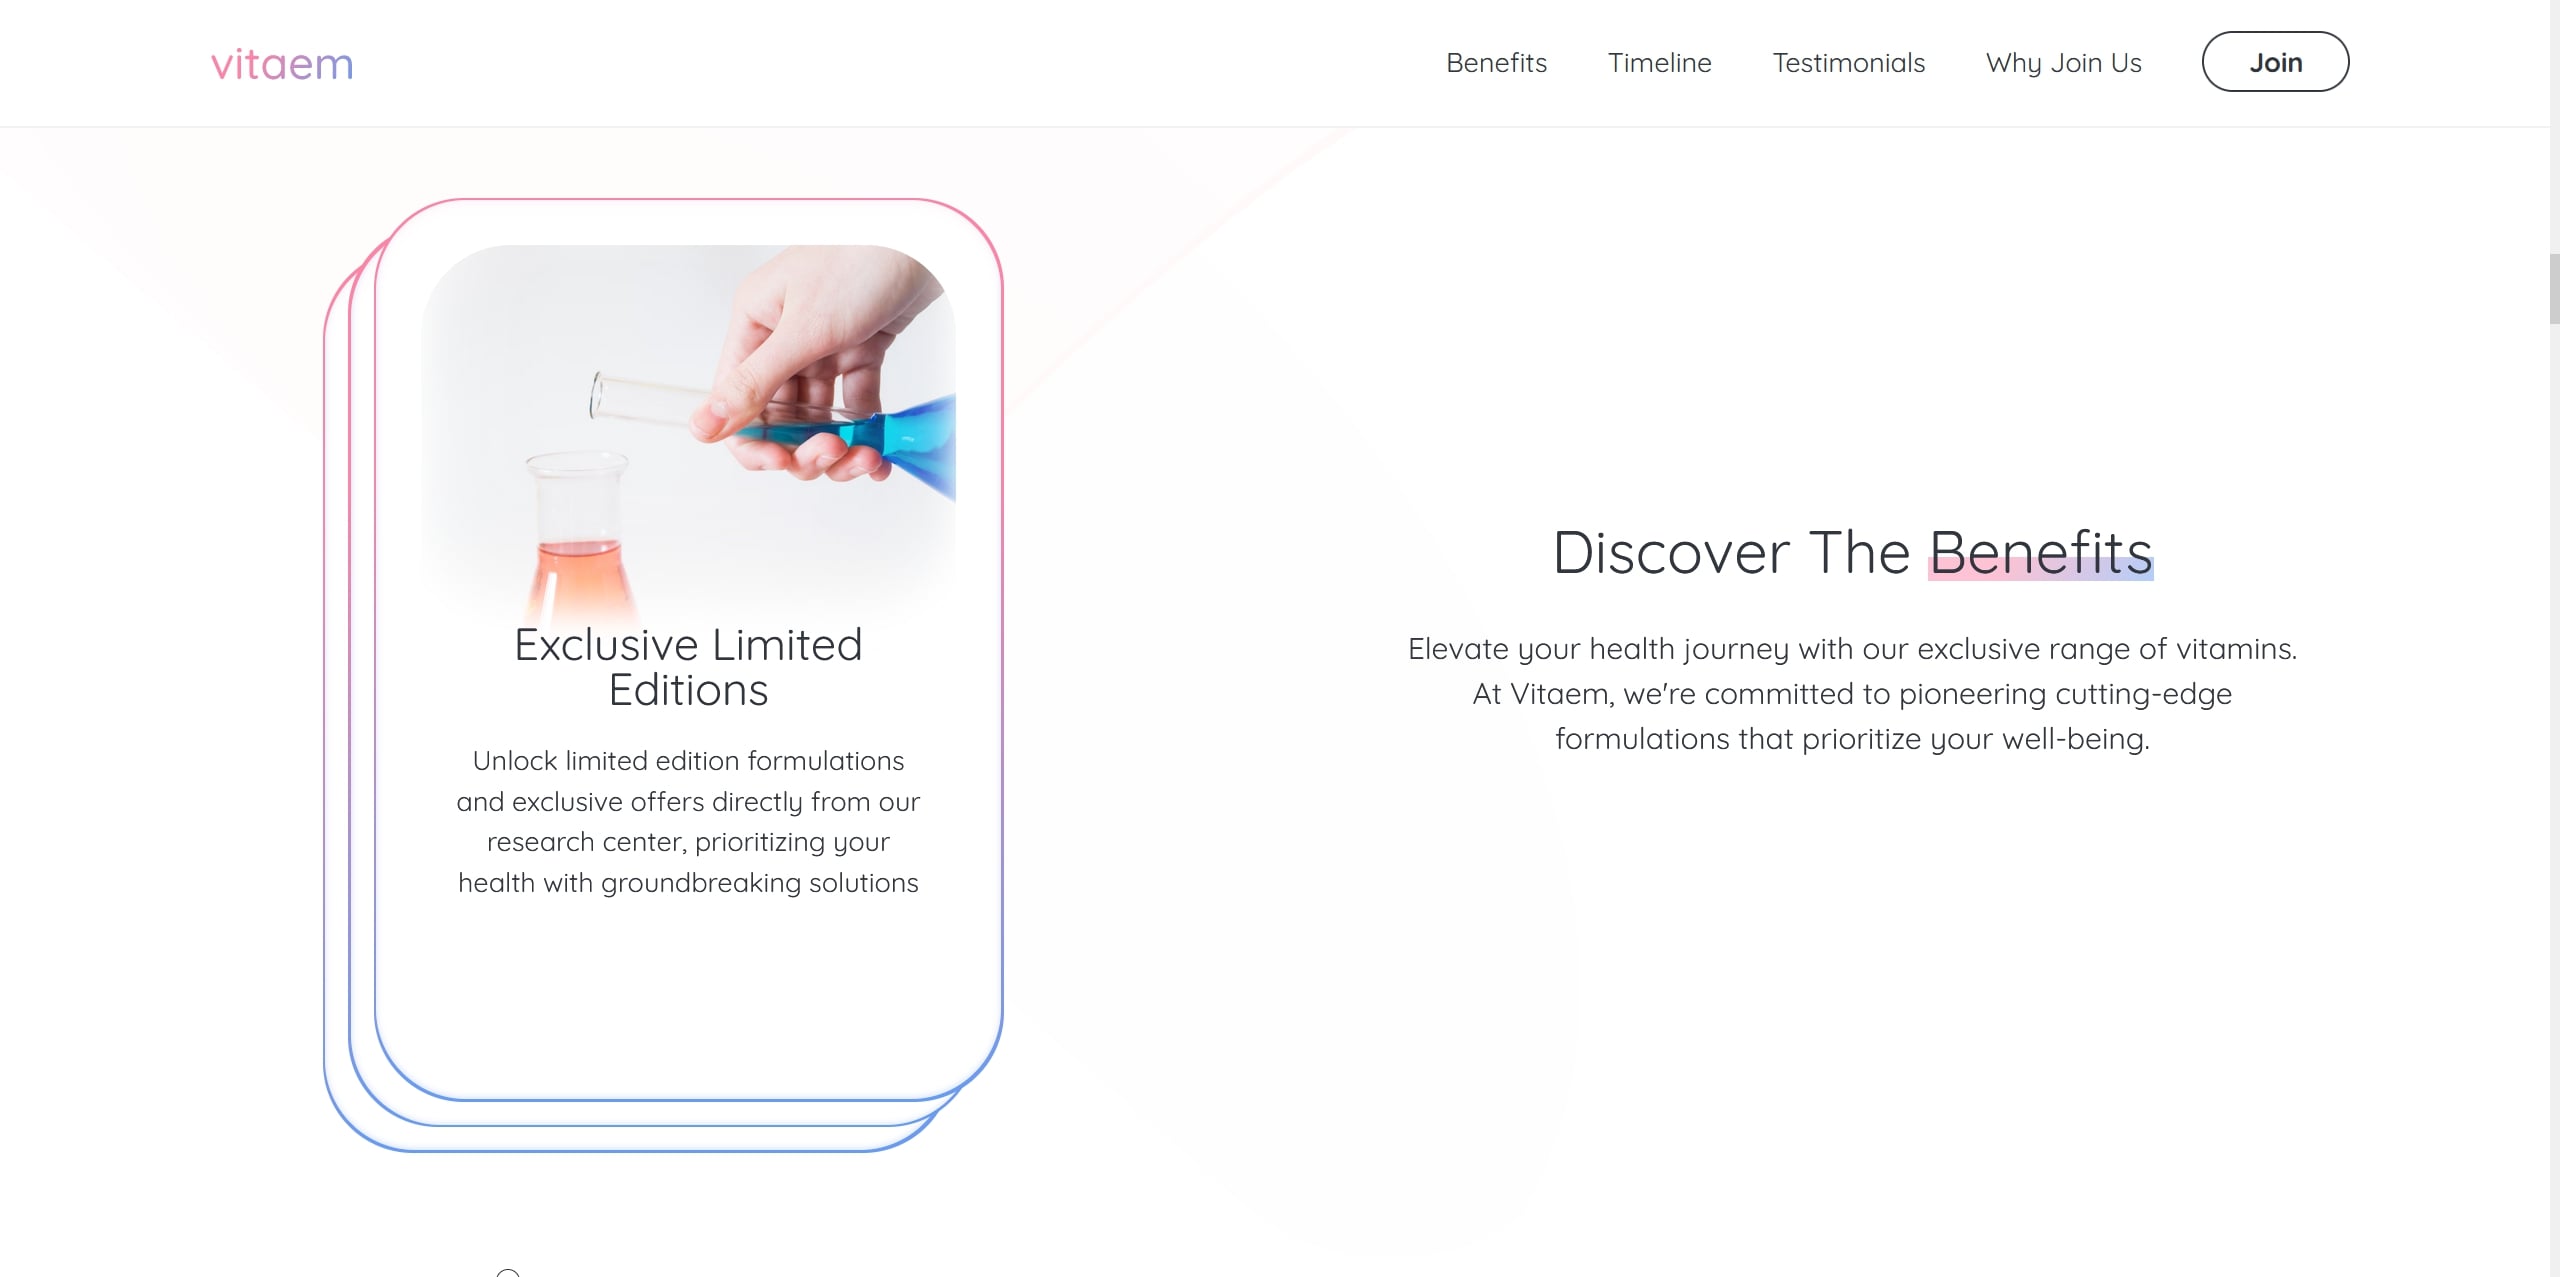 vitaem
Benefits
Timeline
Testimonials
Why Join Us
Join
Exclusive Limited
Editions
Unlock limited edition formulations
and exclusive offers directly from our
research center, prioritizing your
health with groundbreaking solutions
Discover The Benefits
Elevate your health journey with our exclusive range of vitamins.
At Vitaem, we're committed to pioneering cutting-edge
formulations that prioritize your well-being.